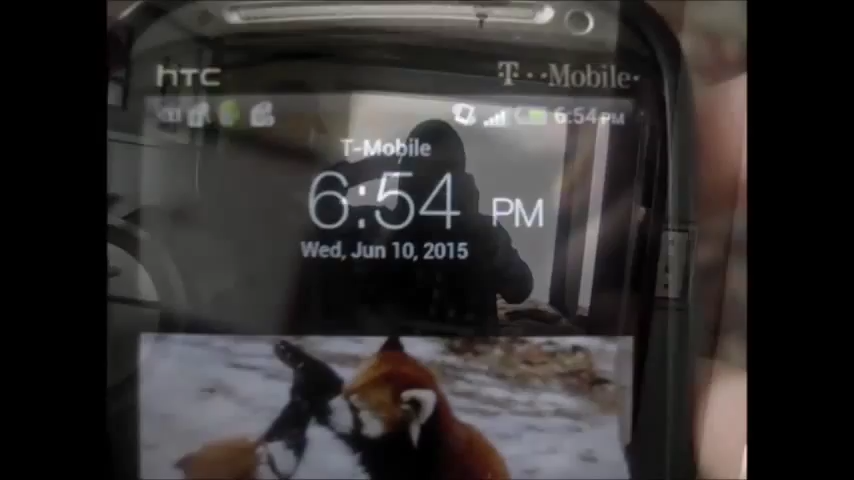 hTC T··Mobile·
6:54 PM
T-Mobile
6:54 PM
Wed, Jun 10, 2015